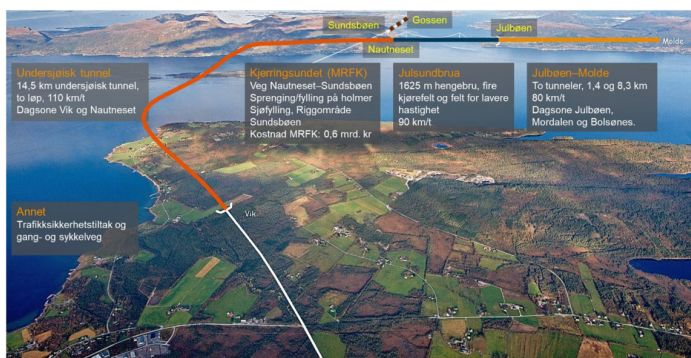 Gossen
Sundsbøen
Julbøen
Nautneset
Molde
Undersjøisk tunnel
14,5 km undersjøisk tunnel,
to løp, 110 km/t
Dagsone Vik og Nautneset
Kjerringsundet (MRFK)
Veg Nautneset–Sundsbøen
Sprenging/fylling på holmer
Sjøfylling, Riggområde
Sundsbøen
Kostnad MRFK: 0,6 mrd. kr
Julsundbrua
1625 m hengebru, fire
kjørefelt og felt for lavere
hastighet
90 km/t
Julbøen–Molde
To tunneler, 1,4 og 8,3 km
80 km/t
Dagsone Julbøen,
Mordalen og Bolsønes.
Annet
Trafikksikkerhetstiltak og
gang- og sykkelveg
Vik